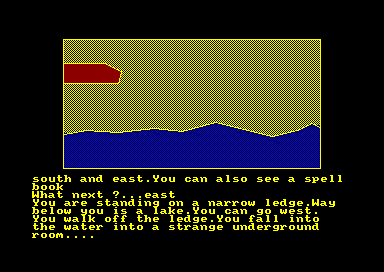 south and east.You can also see a spell
book
What next ?...east
You are standing on a narrow ledge.Way
below you is a lake.You can go west.
You walk off the ledge.You fall into
the water into a strange underground
room....